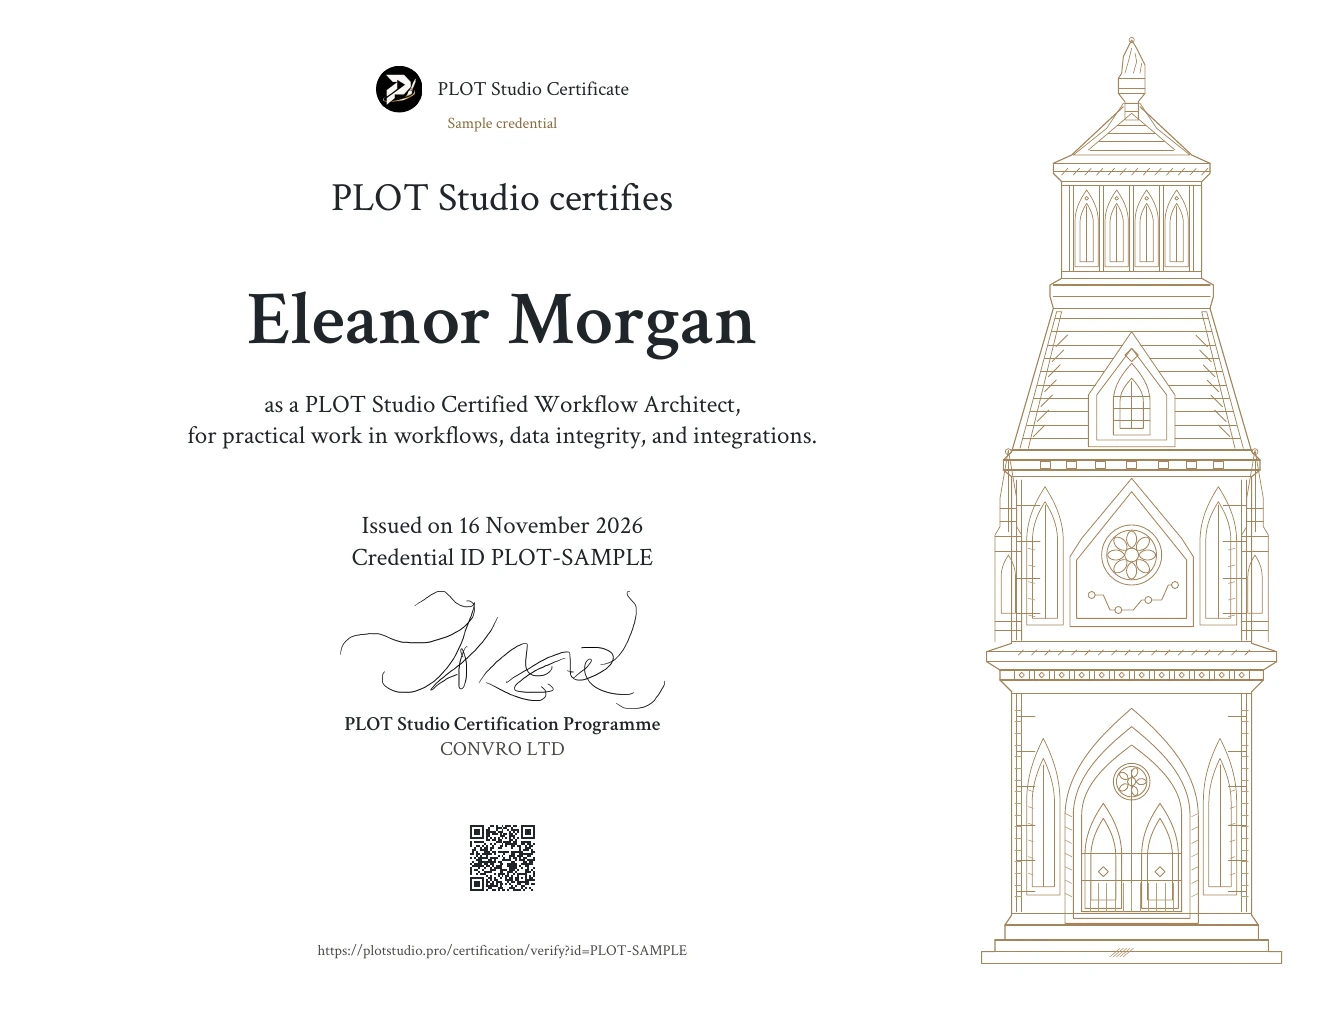 PLOT Studio Certificate
Sample credential
PLOT Studio certifies
Eleanor Morgan
as a PLOT Studio Certified Workflow Architect,
for practical work in workflows, data integrity, and integrations.
Issued on 16 November 2026
Credential ID PLOT-SAMPLE
PLOT Studio Certification Programme
CONVRO LTD
https://plotstudio.pro/certification/verify?id=PLOT-SAMPLE